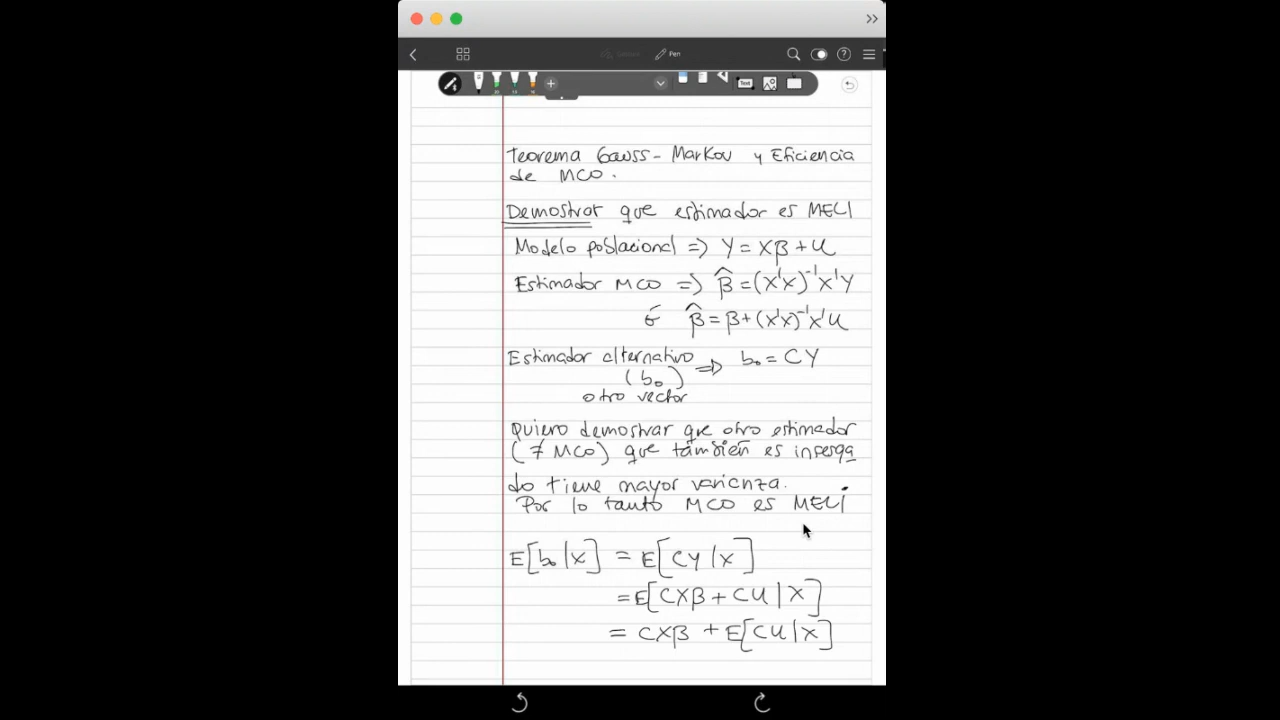 Pen
Text
Teorema Gauss-Markov y Eficiencia
de MCO.
Demostrar que estimador es MELI
Modelo poblacional => Y = Xβ + U
Estimador MCO => β̂ = (X'X)⁻¹X'Y
ó β̂ = β + (X'X)⁻¹X'U
Estimador alternativo => b₀ = CY
(b₀)
otro vector
Quiero demostrar que otro estimador
(≠ MCO) que también es insesga
do tiene mayor varianza.
Por lo tanto MCO es MELI
E[b₀|X] = E[CY|X]
= E[CXβ + CU|X]
= CXβ + E[CU|X]